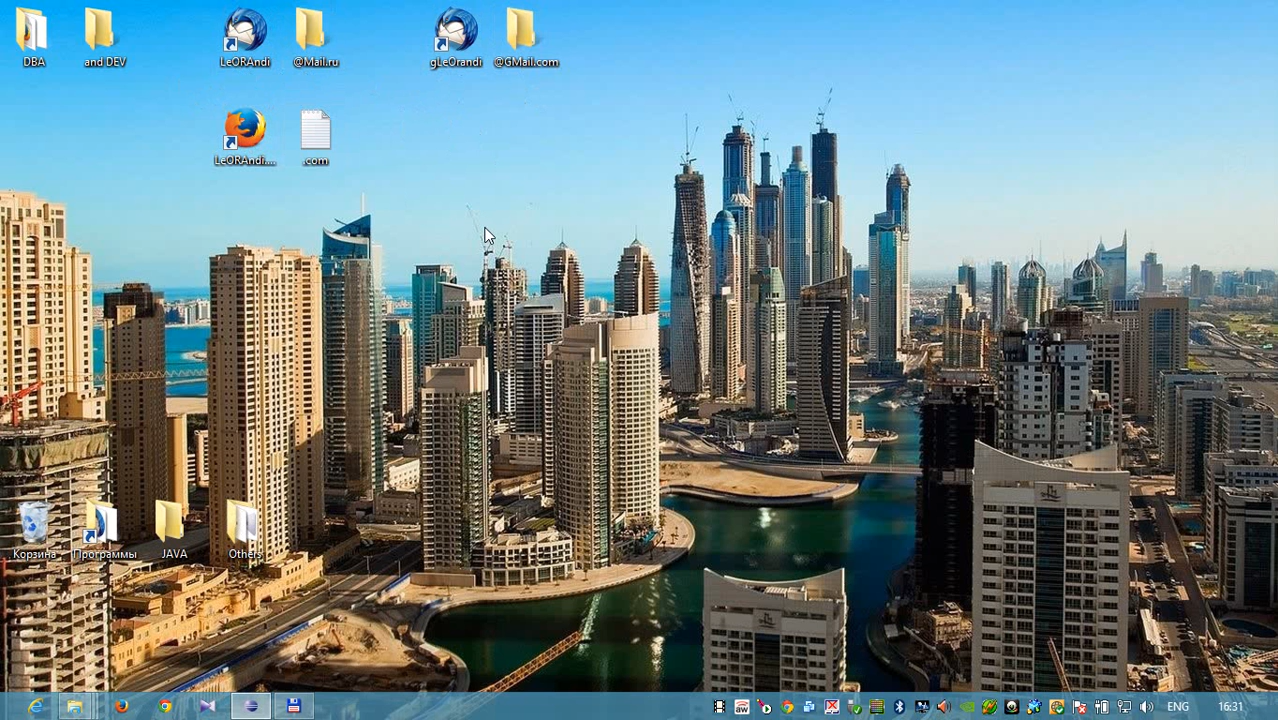 DBA
and DEV
LeORAndi
@Mail.ru
gLeOrandi
@GMail.com
LeORAndi....
.com
Корзина
Программы
JAVA
Others
ENG
16:31